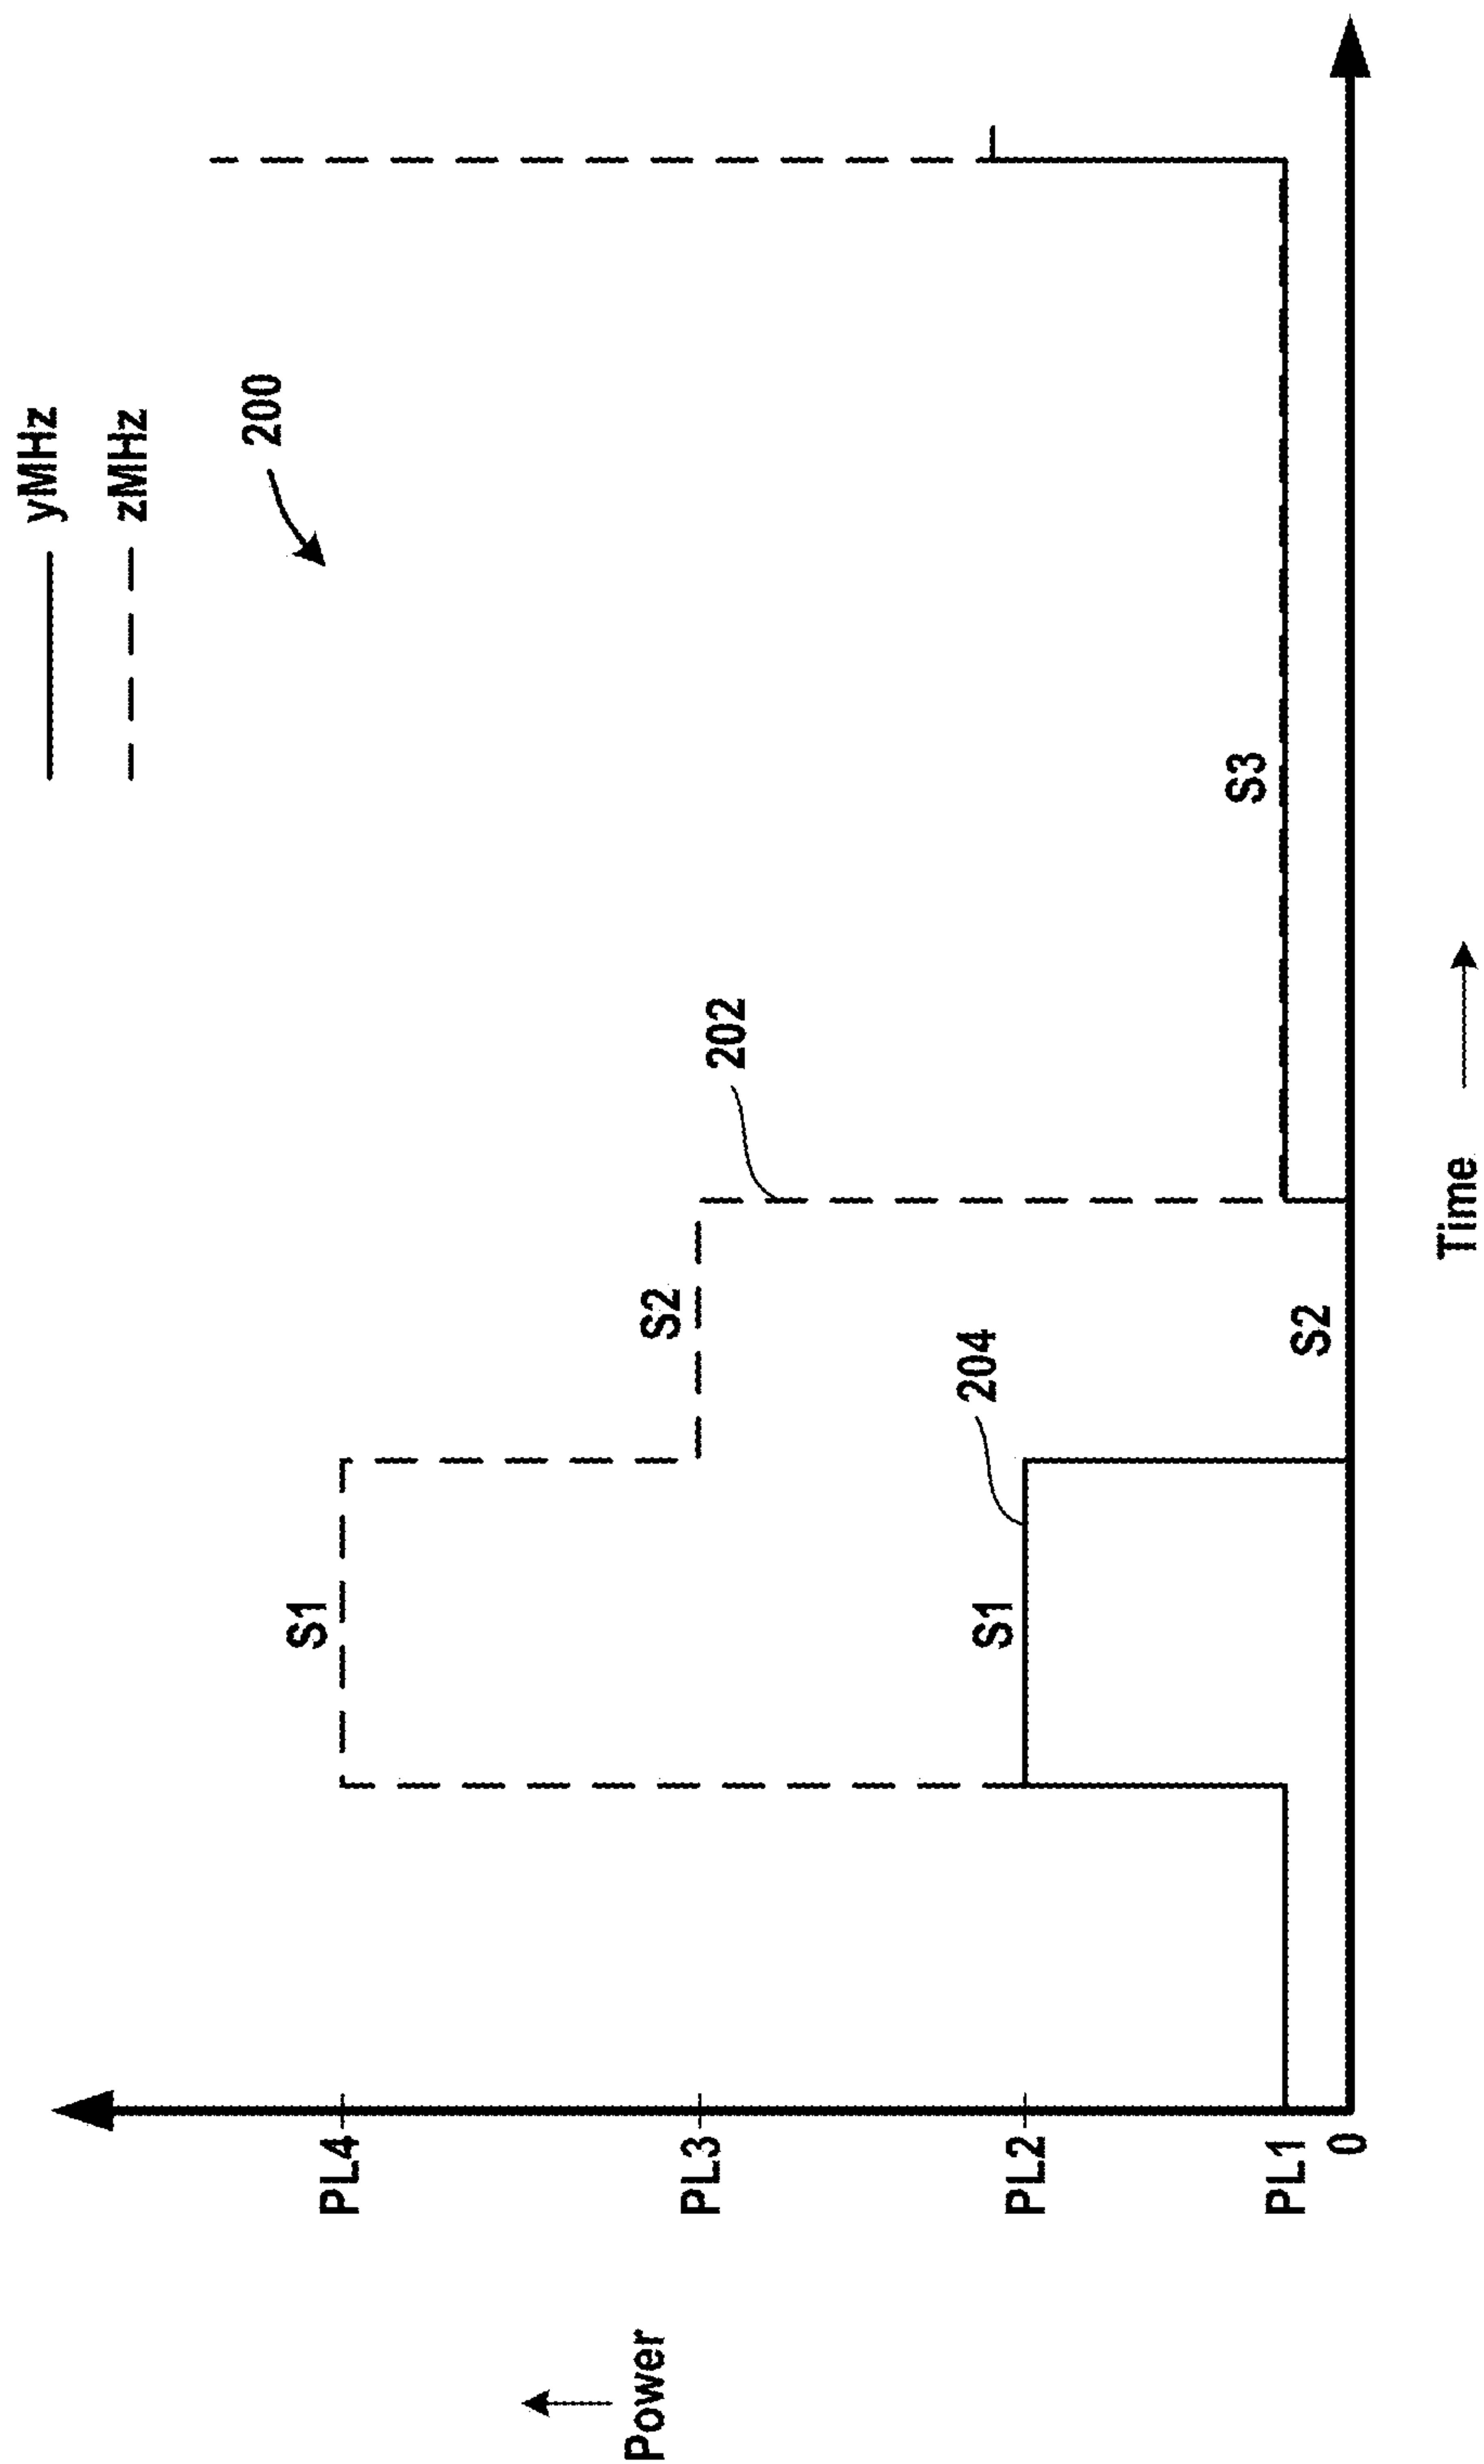 yMHz
zMHz
200
PL4
S1
S2
PL3
202
Power
204
PL2
S1
S3
PL1
S2
0
Time